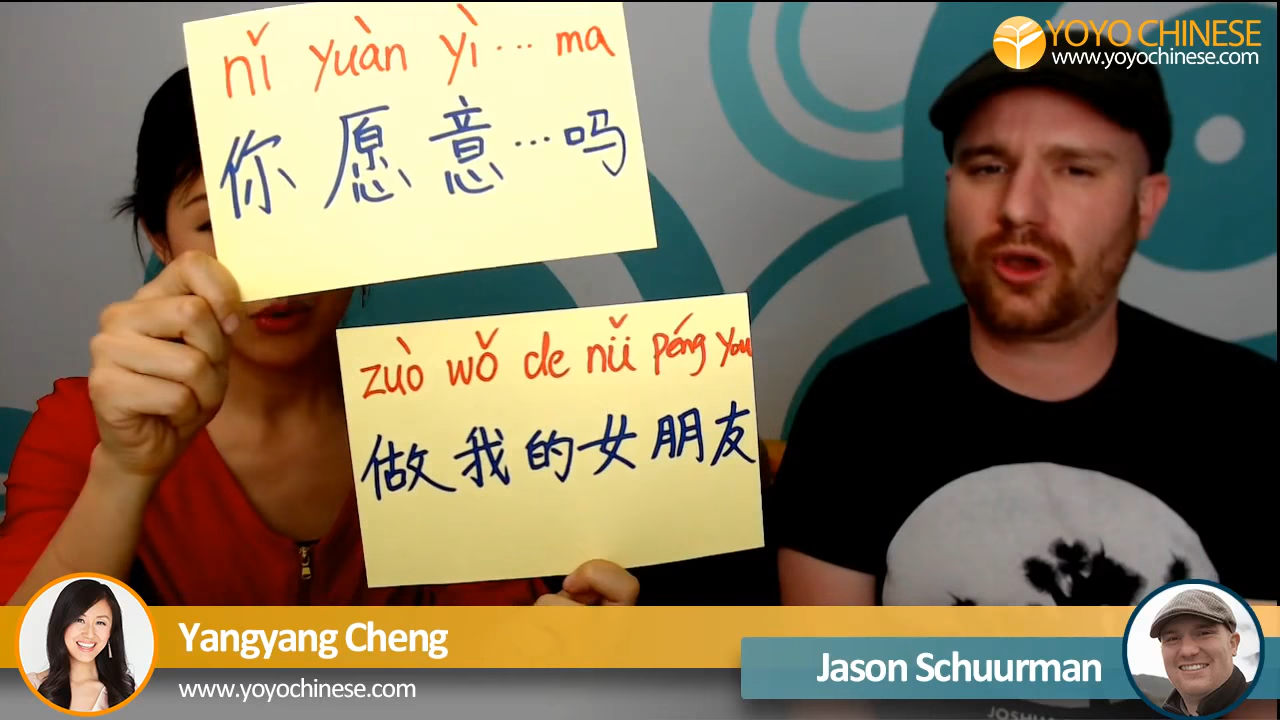 YOYO CHINESE
www.yoyochinese.com
nǐ yuàn yì … ma
你愿意…吗
zuò wǒ de nǚ péng you
做我的女朋友
Yangyang Cheng
www.yoyochinese.com
Jason Schuurman